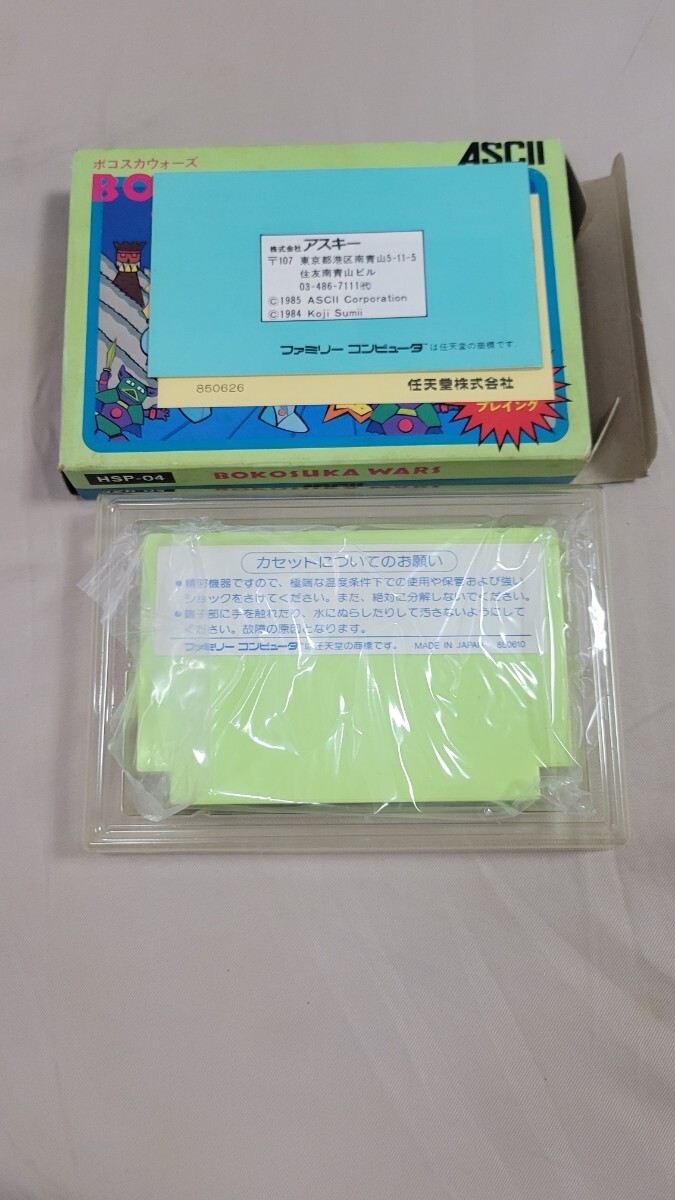 ボコスカウォーズ
ASCII
BO
株式会社アスキー
〒107 東京都港区南青山5-11-5
住友南青山ビル
03-486-7111㈹
©1985 ASCII Corporation
©1984 Koji Sumii
ファミリー コンピュータ™は任天堂の商標です.
850626 任天堂株式会社
プレイング
HSP-04 BOKOSUKA WARS
カセットについてのお願い
●精密機器ですので、極端な温度条件下での使用や保管および強い
ショックをさけてください。また、絶対に分解しないでください。
●端子部に手を触れたり、水にぬらしたりして汚さないようにして
ください。故障の原因となります。
ファミリー コンピュータ™は任天堂の商標です。 MADE IN JAPAN 850610